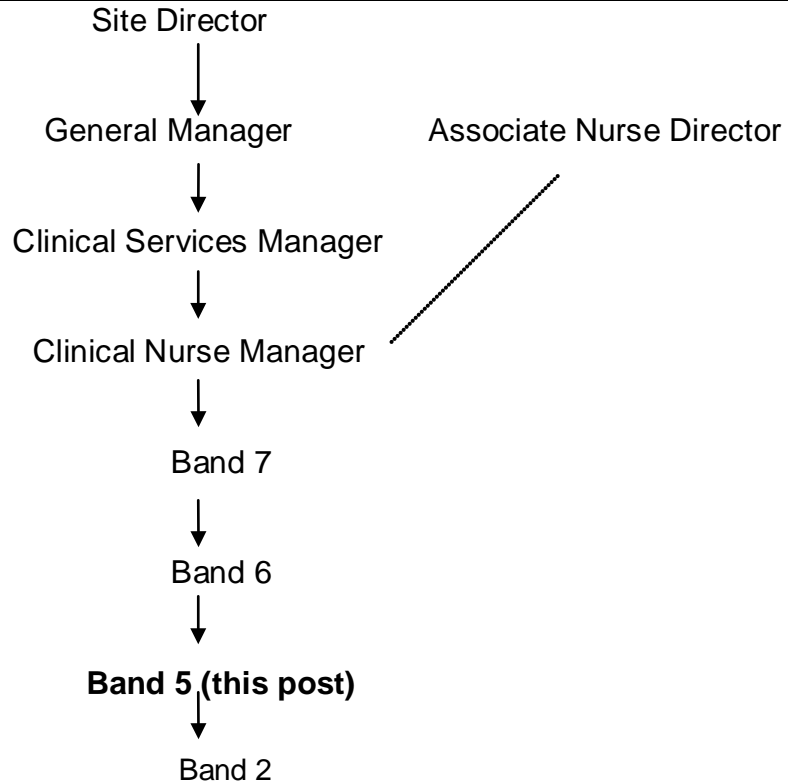 Site Director
General Manager
Associate Nurse Director
Clinical Services Manager
Clinical Nurse Manager
Band 7
Band 6
Band 5 (this post)
Band 2